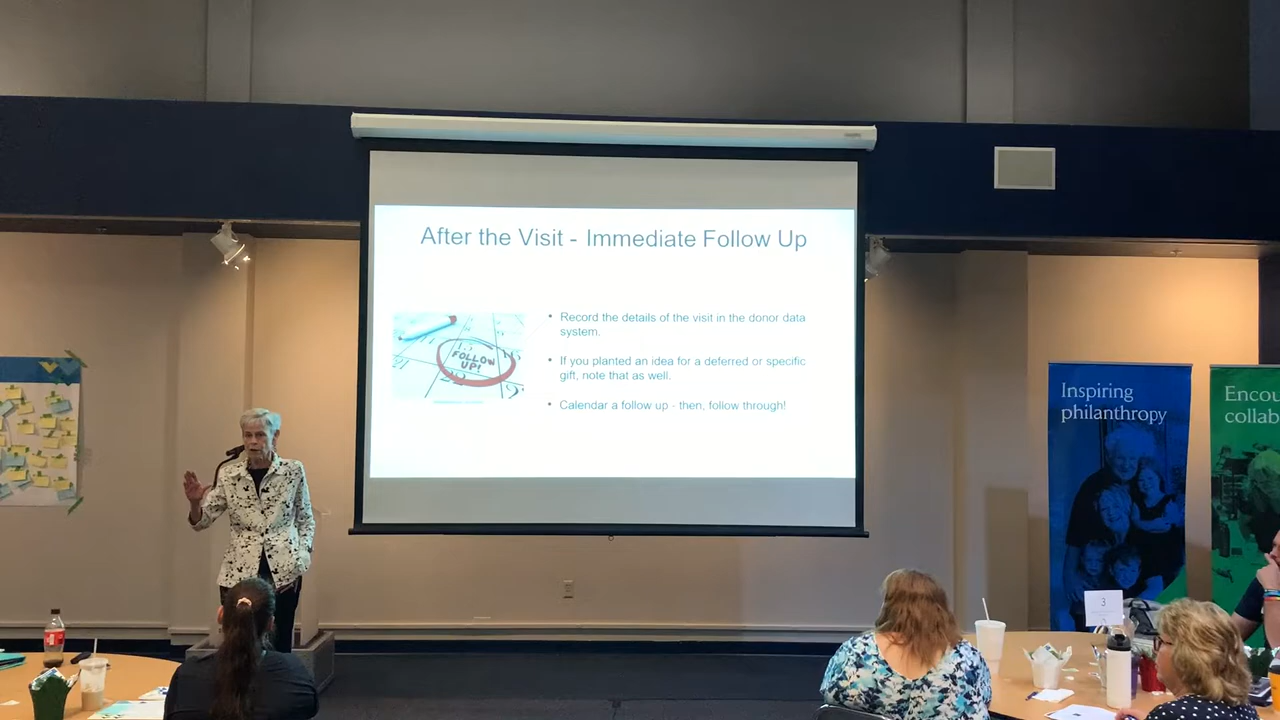 After the Visit - Immediate Follow Up
FOLLOW
UP!
• Record the details of the visit in the donor data
system.
• If you planted an idea for a deferred or specific
gift, note that as well.
• Calendar a follow up - then, follow through!
Inspiring
philanthropy
Encou
collab
3